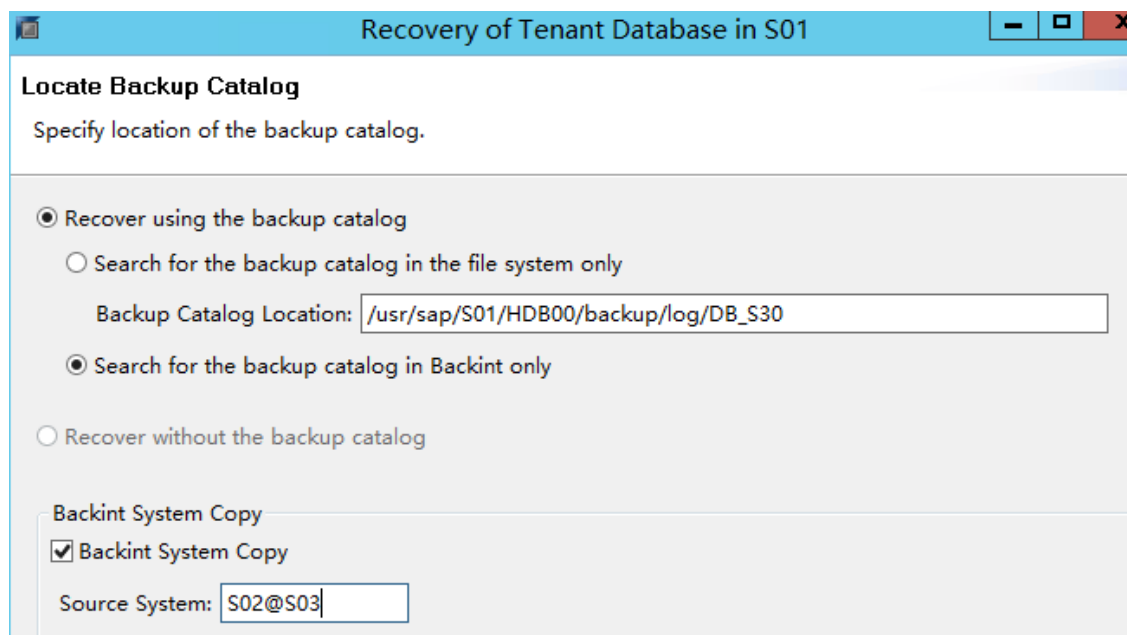 Recovery of Tenant Database in S01
Locate Backup Catalog
Specify location of the backup catalog.
Recover using the backup catalog
Search for the backup catalog in the file system only
Backup Catalog Location: /usr/sap/S01/HDB00/backup/log/DB_S30
Search for the backup catalog in Backint only
Recover without the backup catalog
Backint System Copy
Backint System Copy
Source System: S02@S03